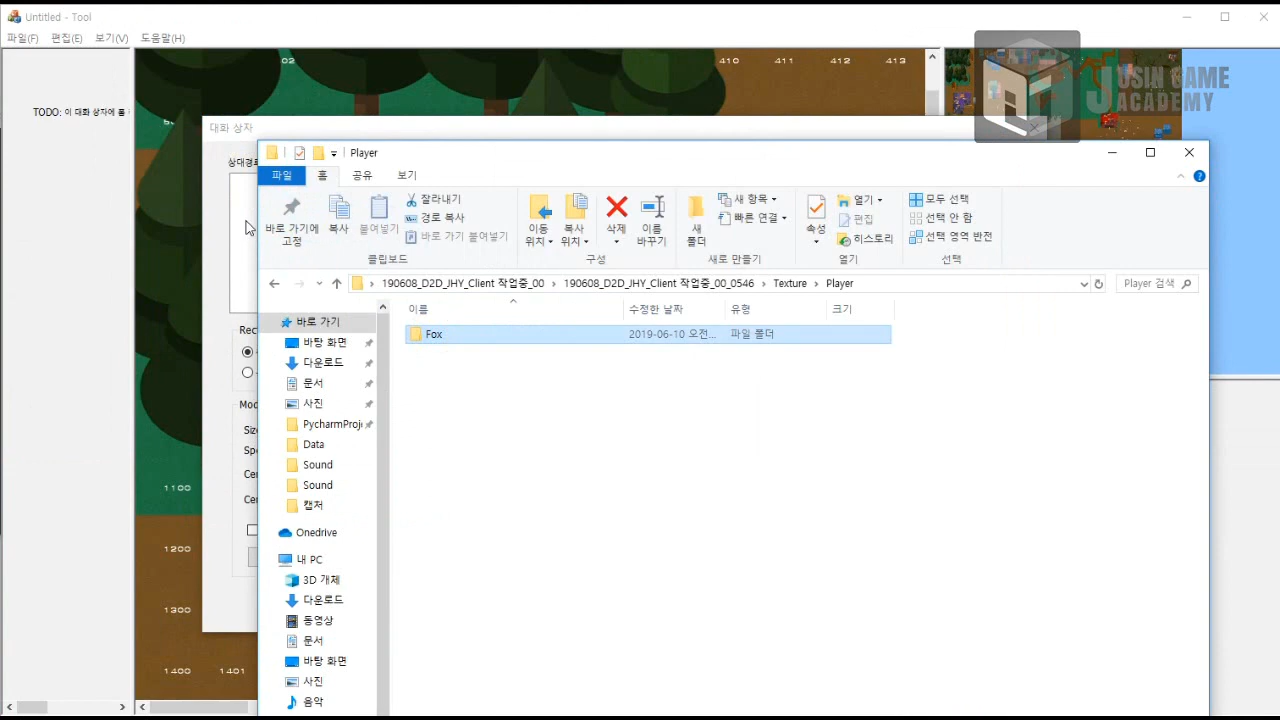 Untitled - Tool
파일(F) 편집(E) 보기(V) 도움말(H)
02 410 411 412 413
JUSIN GAME
ACADEMY
TODO: 이 대화 상자에
대화 상자
상대경로
Player
파일 홈 공유 보기
바로 가기에
고정
복사
붙여넣기
잘라내기
경로 복사
바로 가기 붙여넣기
클립보드
이동
위치
복사
위치
삭제
이름
바꾸기
구성
새
폴더
새 항목
빠른 연결
새로 만들기
속성
열기
편집
히스토리
열기
모두 선택
선택 안 함
선택 영역 반전
선택
190608_D2D_JHY_Client 작업중_00 › 190608_D2D_JHY_Client 작업중_00_0546 › Texture › Player
Player 검색
이름 수정한 날짜 유형 크기
Fox 2019-06-10 오전... 파일 폴더
바로 가기
바탕 화면
다운로드
문서
사진
PycharmProj
Data
Sound
Sound
캡처
Onedrive
내 PC
3D 개체
다운로드
동영상
문서
바탕 화면
사진
음악
Rec
Mo
Siz
Spe
Ce
Ce
1100
1200
1300
1400 1401